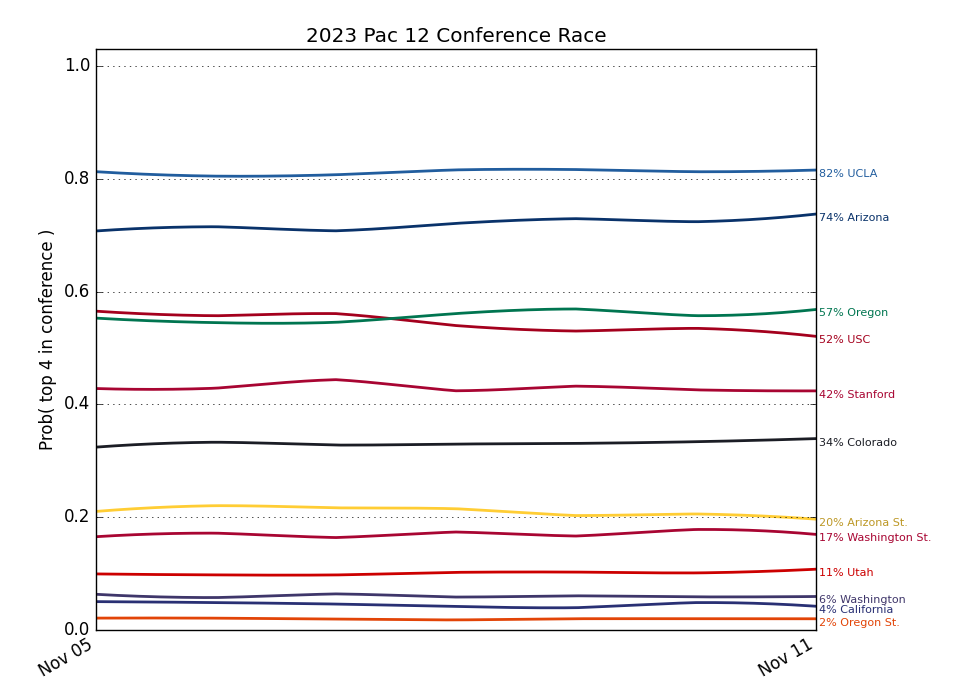 2023 Pac 12 Conference Race
1.0
0.8
0.6
0.4
0.2
0.0
Prob( top 4 in conference )
Nov 05
Nov 11
82% UCLA
74% Arizona
57% Oregon
52% USC
42% Stanford
34% Colorado
20% Arizona St.
17% Washington St.
11% Utah
6% Washington
4% California
2% Oregon St.